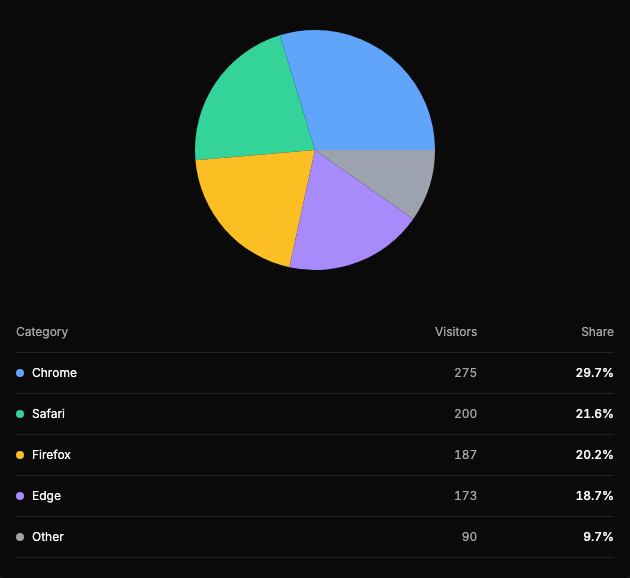 Category Visitors Share
Chrome 275 29.7%
Safari 200 21.6%
Firefox 187 20.2%
Edge 173 18.7%
Other 90 9.7%